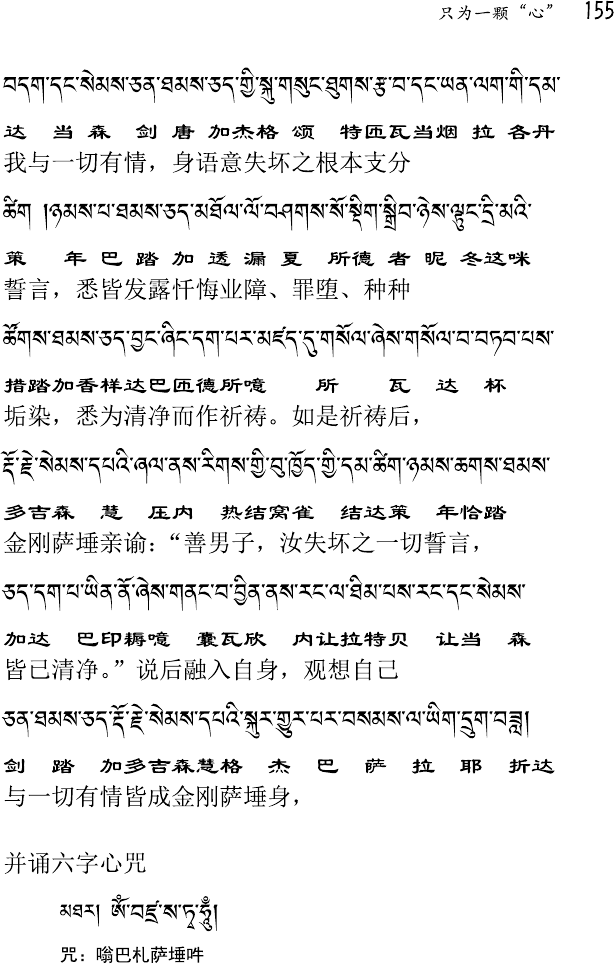 只为一颗“心” 155
བདག་དང་སེམས་ཅན་ཐམས་ཅད་ཀྱི་སྐུ་གསུང་ཐུགས་རྩ་བ་དང་ཡན་ལག་གི་དམ་
达 当 森 剑 唐 加杰格 颂 特匝瓦当烟 拉 各丹
我与一切有情，身语意失坏之根本支分
ཚིག །ཉམས་པ་ཐམས་ཅད་མཐོལ་ལོ་བཤགས་སོ་སྡིག་སྒྲིབ་ཉེས་ལྟུང་དྲི་མའི་
策 年 巴 踏 加 透 漏 夏 所德 者 昵 冬这咪
誓言，悉皆发露忏悔业障、罪堕、种种
ཚོགས་ཐམས་ཅད་བྱང་ཞིང་དག་པར་མཛད་དུ་གསོལ་ཞེས་གསོལ་བ་བཏབ་པས་
措踏加香样达巴匝德所噫 所 瓦 达 杯
垢染，悉为清净而作祈祷。如是祈祷后，
རྡོ་རྗེ་སེམས་དཔའི་ཞལ་ནས་རིགས་ཀྱི་བུ་ཁྱོད་ཀྱི་དམ་ཚིག་ཉམས་ཆགས་ཐམས་
多吉森 慧 压内 热结窝雀 结达策 年恰踏
金刚萨埵亲谕：“善男子，汝失坏之一切誓言，
ཅད་དག་པ་ཡིན་ནོ་ཞེས་གནང་བ་བྱིན་ནས་རང་ལ་ཐིམ་པས་རང་དང་སེམས་
加达 巴印耨噫 囊瓦欣 内让拉特贝 让当 森
皆已清净。”说后融入自身，观想自己
ཅན་ཐམས་ཅད་རྡོ་རྗེ་སེམས་དཔའི་སྐུར་གྱུར་པར་བསམས་ལ་ཡིག་དྲུག་བཟླ།
剑 踏 加多吉森慧格 杰 巴 萨 拉 耶 折达
与一切有情皆成金刚萨埵身，
并诵六字心咒
མཐར། ཨོཾ་བཛྲ་ས་ཏྭ་ཧཱུྃ།
咒：嗡巴札萨埵吽